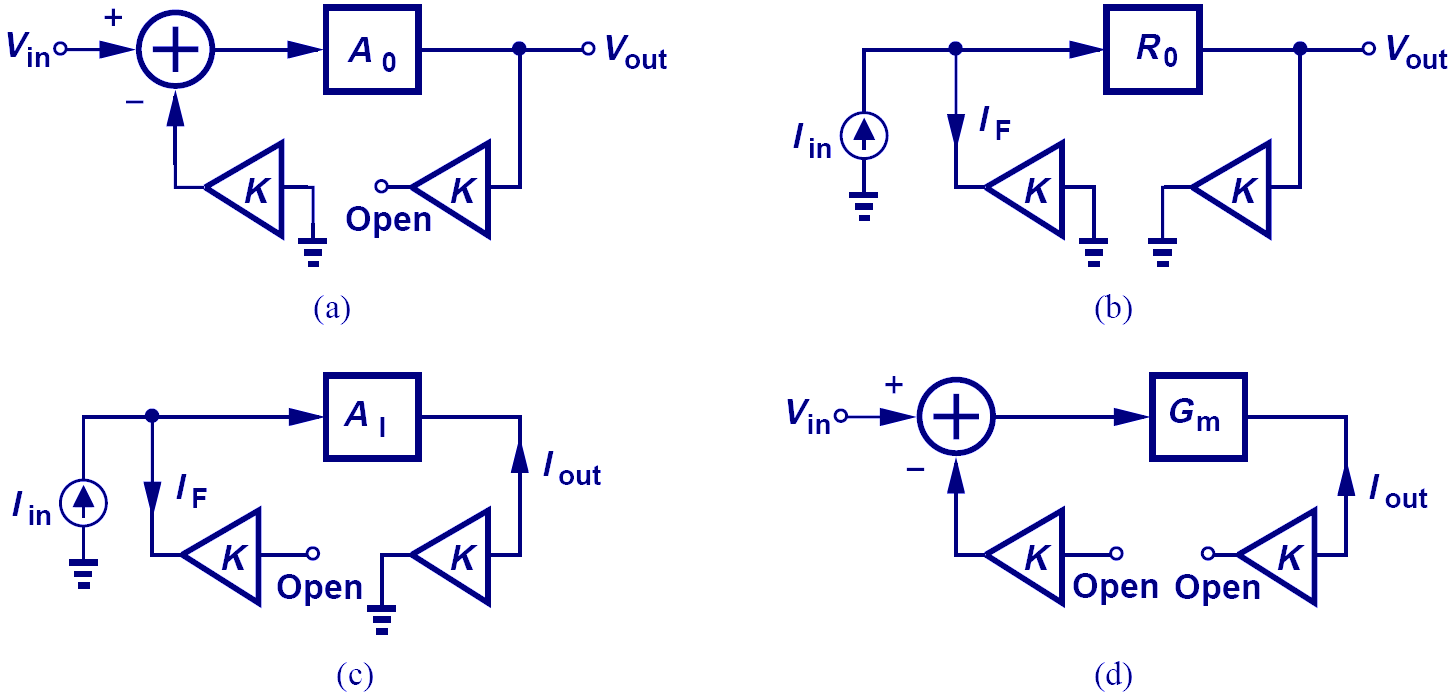 +
V_in
A_0
V_out
−
K
K
Open
(a)
R_0
V_out
I_F
I_in
K
K
(b)
A_I
I_F
I_out
I_in
K
K
Open
(c)
+
V_in
G_m
−
I_out
K
K
Open
Open
(d)